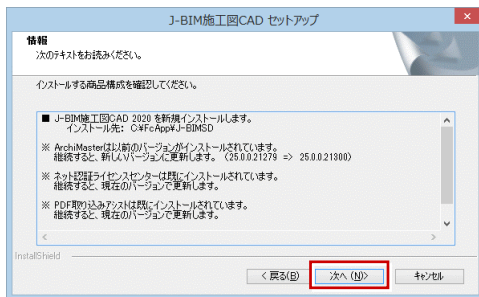 J-BIM施工図CAD セットアップ
情報
次のテキストをお読みください。
インストールする商品構成を確認してください。
■ J-BIM施工図CAD 2020 を新規インストールします。
インストール先: C:¥FcApp¥J-BIMSD
※ ArchiMasterは以前のバージョンがインストールされています。
継続すると、新しいバージョンに更新します。 (25.0.0.21279 => 25.0.0.21300)
※ ネット認証ライセンスセンターは既にインストールされています。
継続すると、現在のバージョンで更新します。
※ PDF取り込みアシストは既にインストールされています。
継続すると、現在のバージョンで更新します。
InstallShield
< 戻る(B)
次へ (N)>
キャンセル